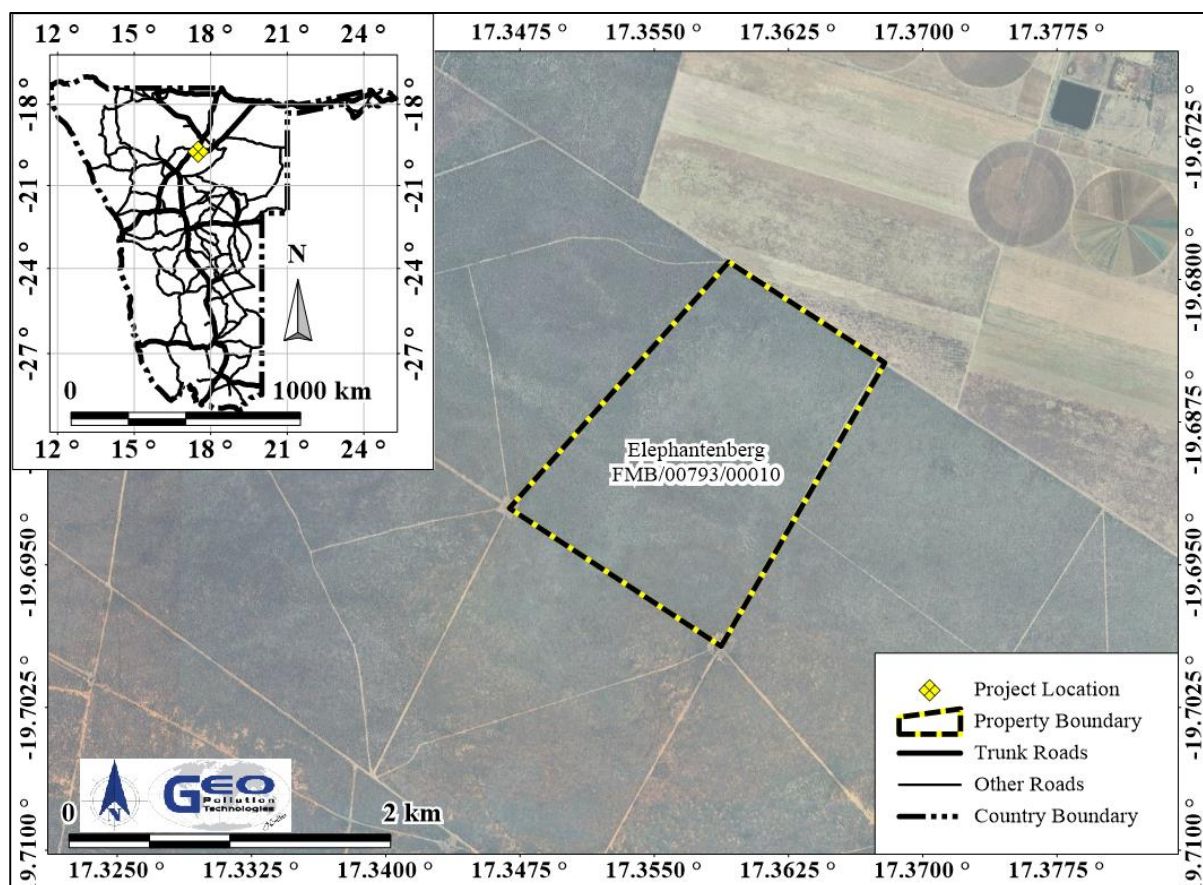 12 ° 15 ° 18 ° 21 ° 24 °
17.3475 ° 17.3550 ° 17.3625 ° 17.3700 ° 17.3775 °
-18 °
-21 °
-24 °
-27 °
N
0 1000 km
12 ° 15 ° 18 ° 21 ° 24 °
-19.6725 °
-19.6800 °
-19.6875 °
-19.6950 °
-19.7025 °
-19.7100 °
Elephantenberg
FMB/00793/00010
-19.6950 °
-19.7025 °
-19.7100 °
Project Location
Property Boundary
Trunk Roads
Other Roads
Country Boundary
N
GEO
Pollution
Technologies
0 2 km
17.3250 ° 17.3325 ° 17.3400 ° 17.3475 ° 17.3550 ° 17.3625 ° 17.3700 ° 17.3775 °